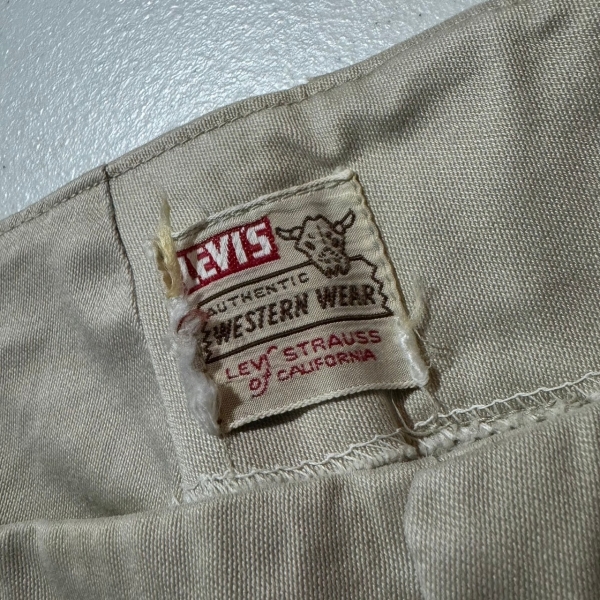 LEVI'S
AUTHENTIC
WESTERN WEAR
LEVI STRAUSS
OF CALIFORNIA